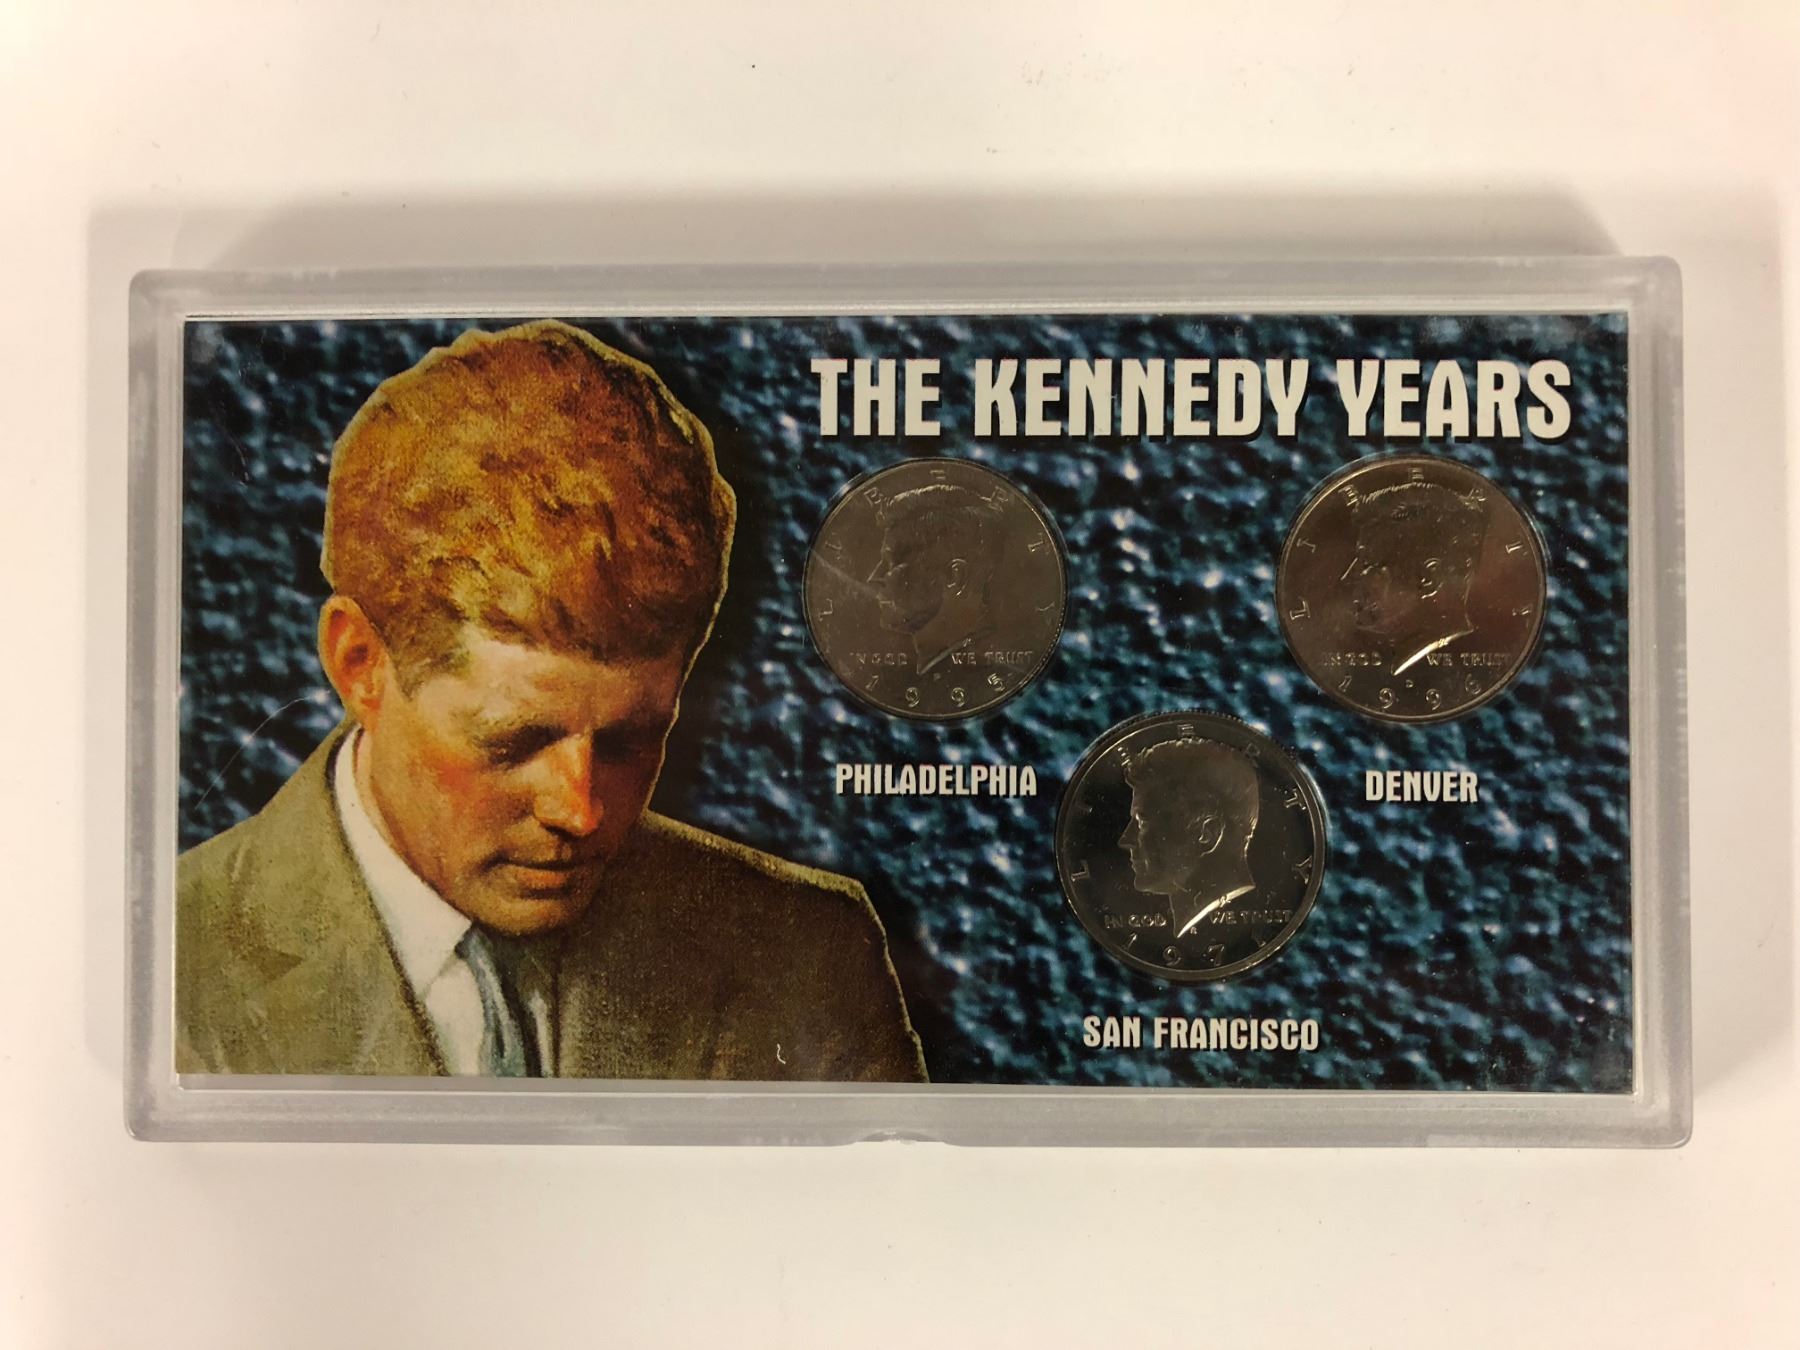 THE KENNEDY YEARS
LIBERTY
IN GOD WE TRUST
P
1995
PHILADELPHIA
LIBERTY
IN GOD WE TRUST
D
1996
DENVER
LIBERTY
IN GOD WE TRUST
S
1971
SAN FRANCISCO